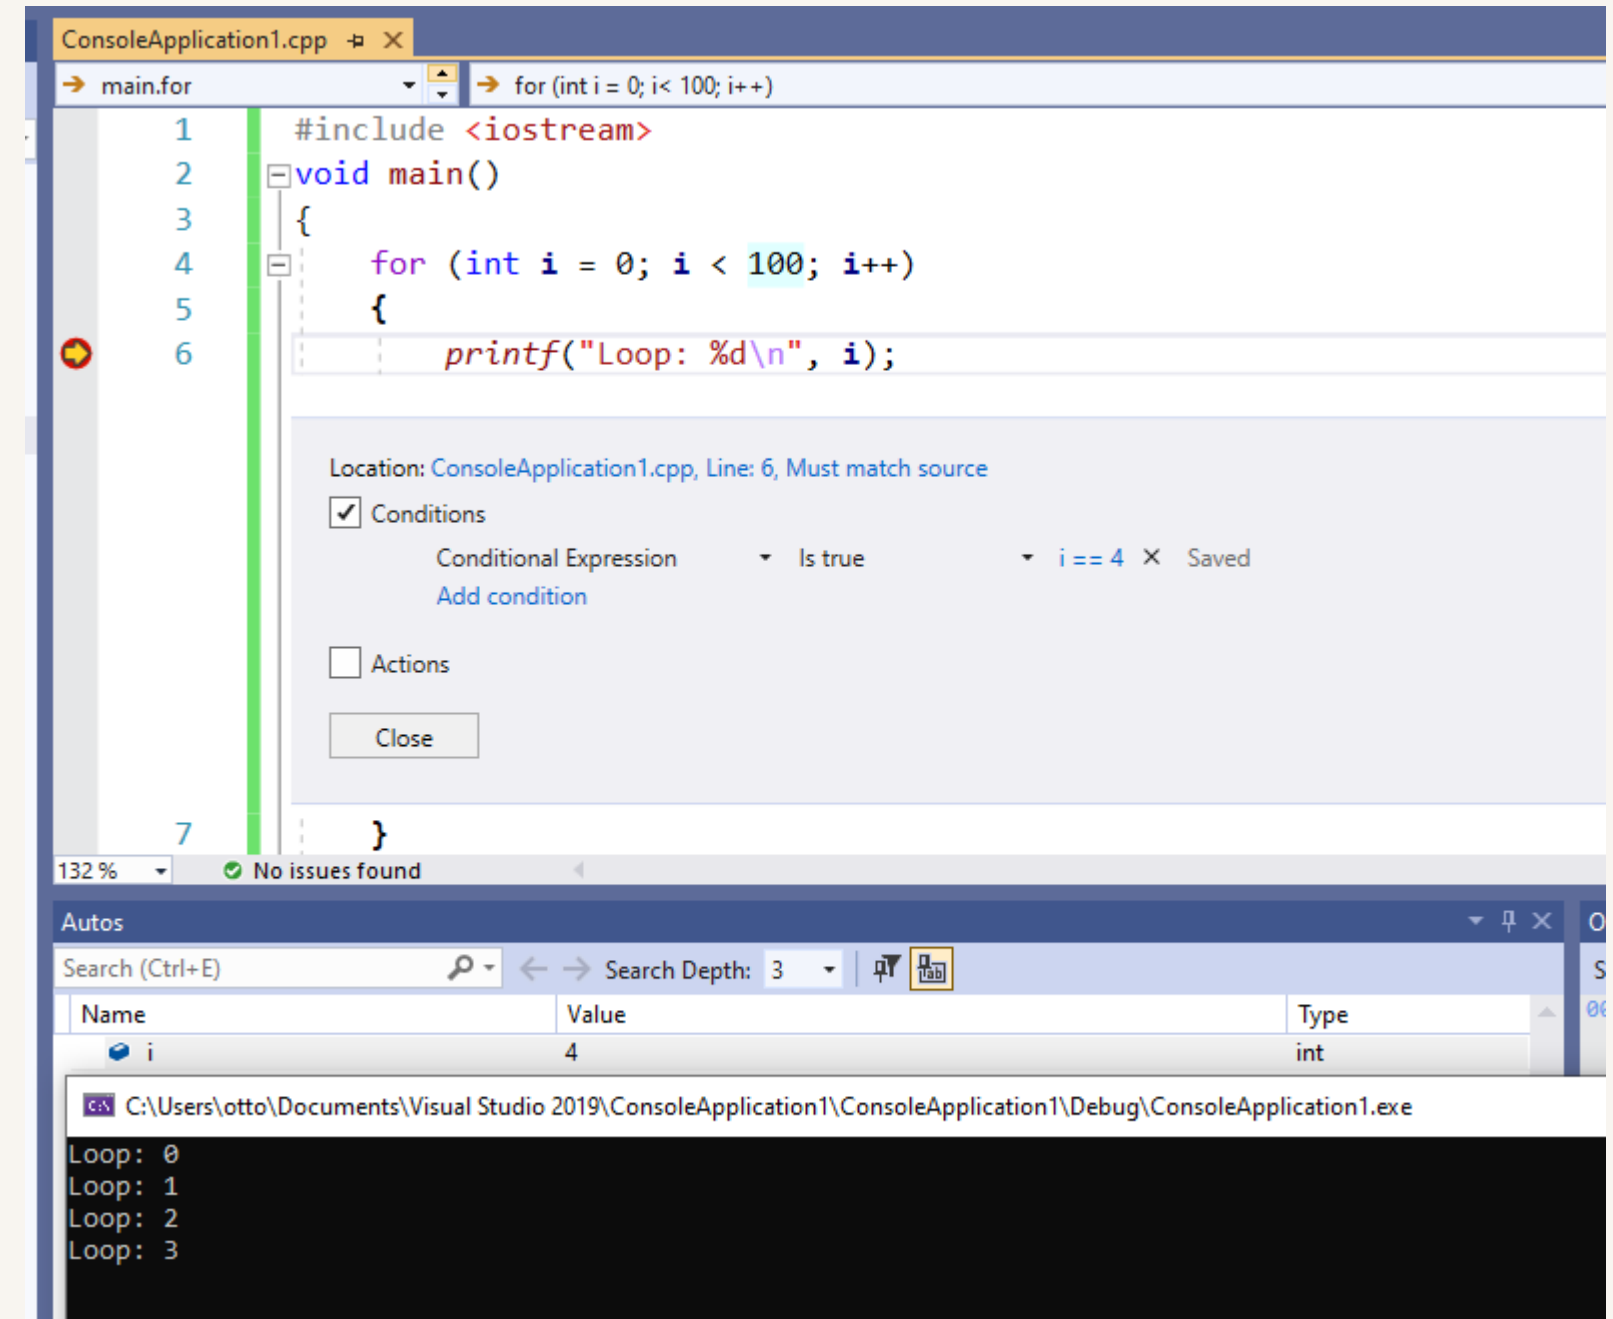 ConsoleApplication1.cpp
main.for
for (int i = 0; i< 100; i++)
1 #include <iostream>
2 void main()
3 {
4 for (int i = 0; i < 100; i++)
5 {
6 printf("Loop: %d\n", i);
Location: ConsoleApplication1.cpp, Line: 6, Must match source
Conditions
Conditional Expression Is true i == 4 Saved
Add condition
Actions
Close
7 }
132 % No issues found
Autos
Search (Ctrl+E) Search Depth: 3
Name Value Type
i 4 int
C:\Users\otto\Documents\Visual Studio 2019\ConsoleApplication1\ConsoleApplication1\Debug\ConsoleApplication1.exe
Loop: 0
Loop: 1
Loop: 2
Loop: 3